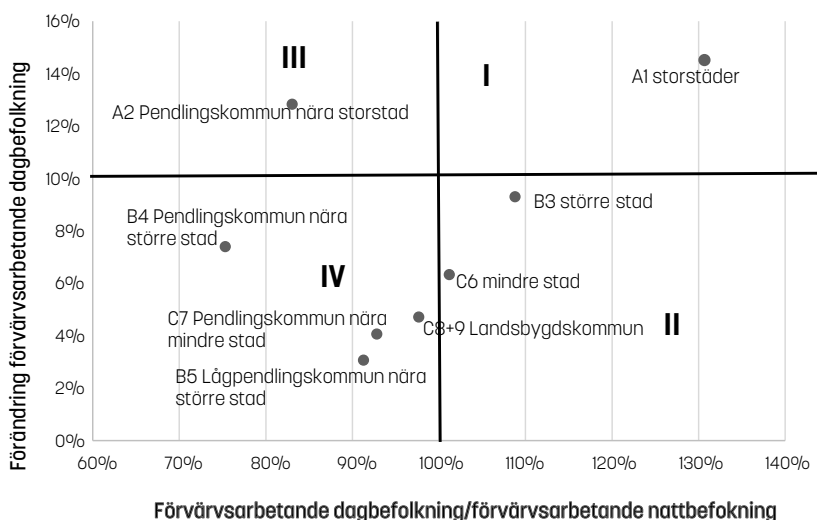 16%
14%
12%
10%
8%
6%
4%
2%
0%
Förändring förvärvsarbetande dagbefolkning
III
I
A1 storstäder
A2 Pendlingskommun nära storstad
B3 större stad
B4 Pendlingskommun nära
större stad
IV
C6 mindre stad
C7 Pendlingskommun nära
mindre stad
C8+9 Landsbygdskommun
II
B5 Lågpendlingskommun nära
större stad
60%
70%
80%
90%
100%
110%
120%
130%
140%
Förvärvsarbetande dagbefolkning/förvärvsarbetande nattbefokning